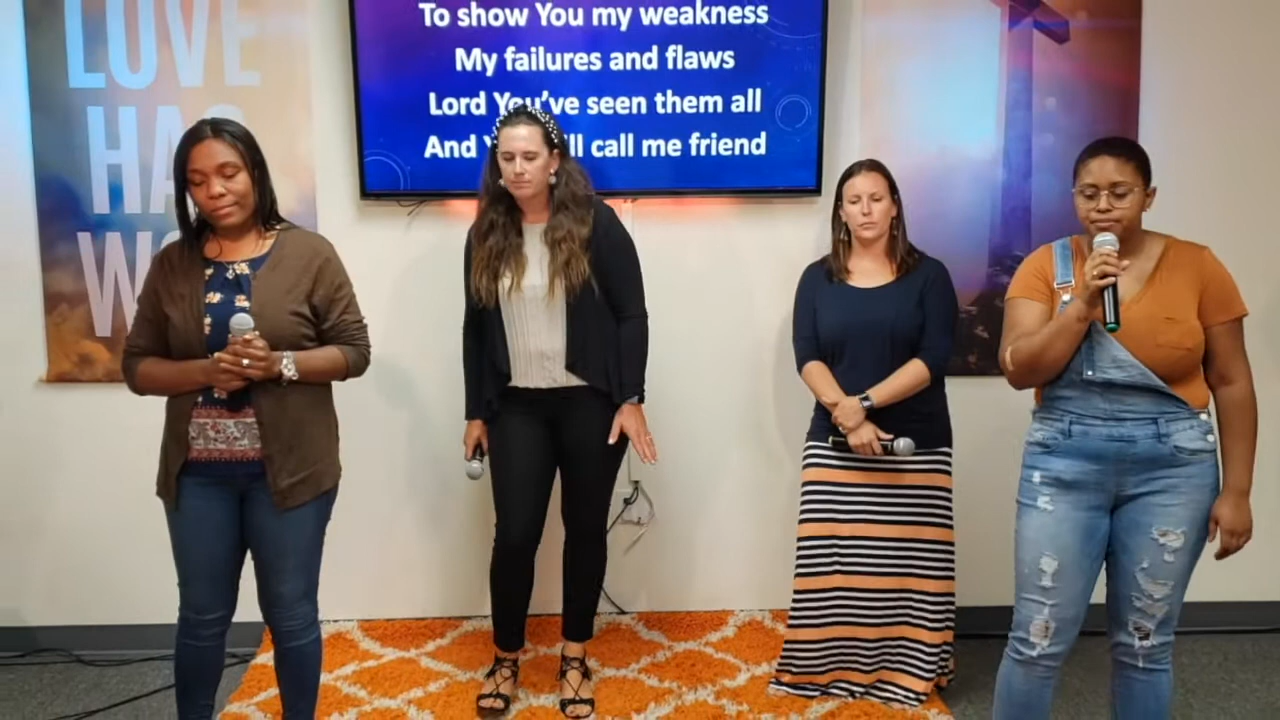 LOVE
HAS
To show You my weakness
My failures and flaws
Lord You've seen them all
And call me friend